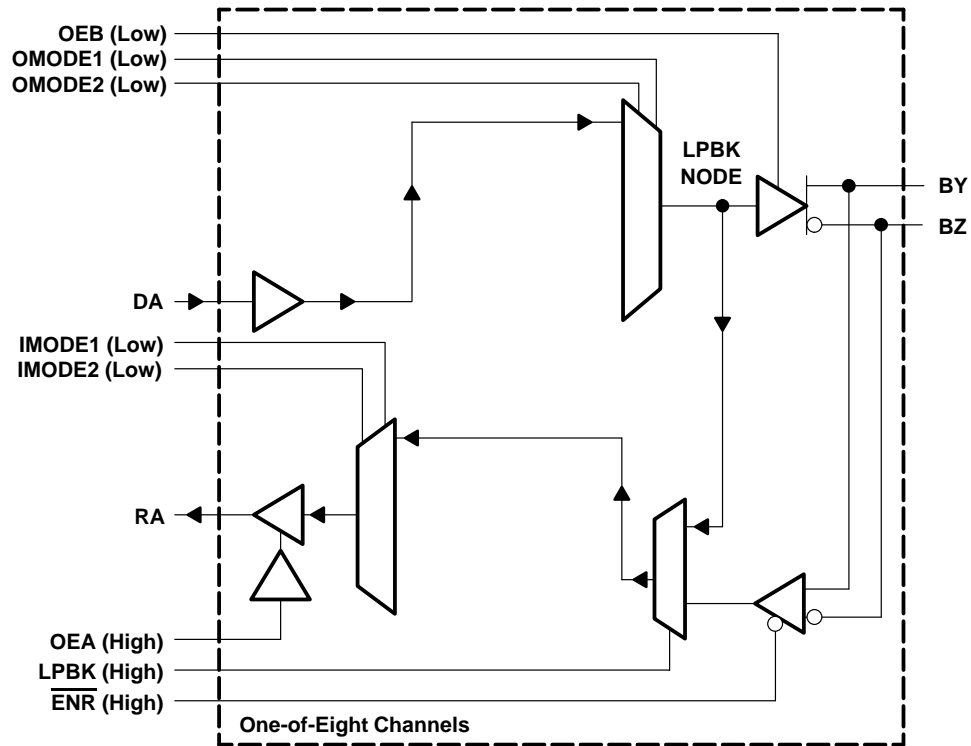 OEB (Low)
OMODE1 (Low)
OMODE2 (Low)
LPBK
NODE
BY
BZ
DA
IMODE1 (Low)
IMODE2 (Low)
RA
OEA (High)
LPBK (High)
E̅N̅R̅ (High)
One-of-Eight Channels